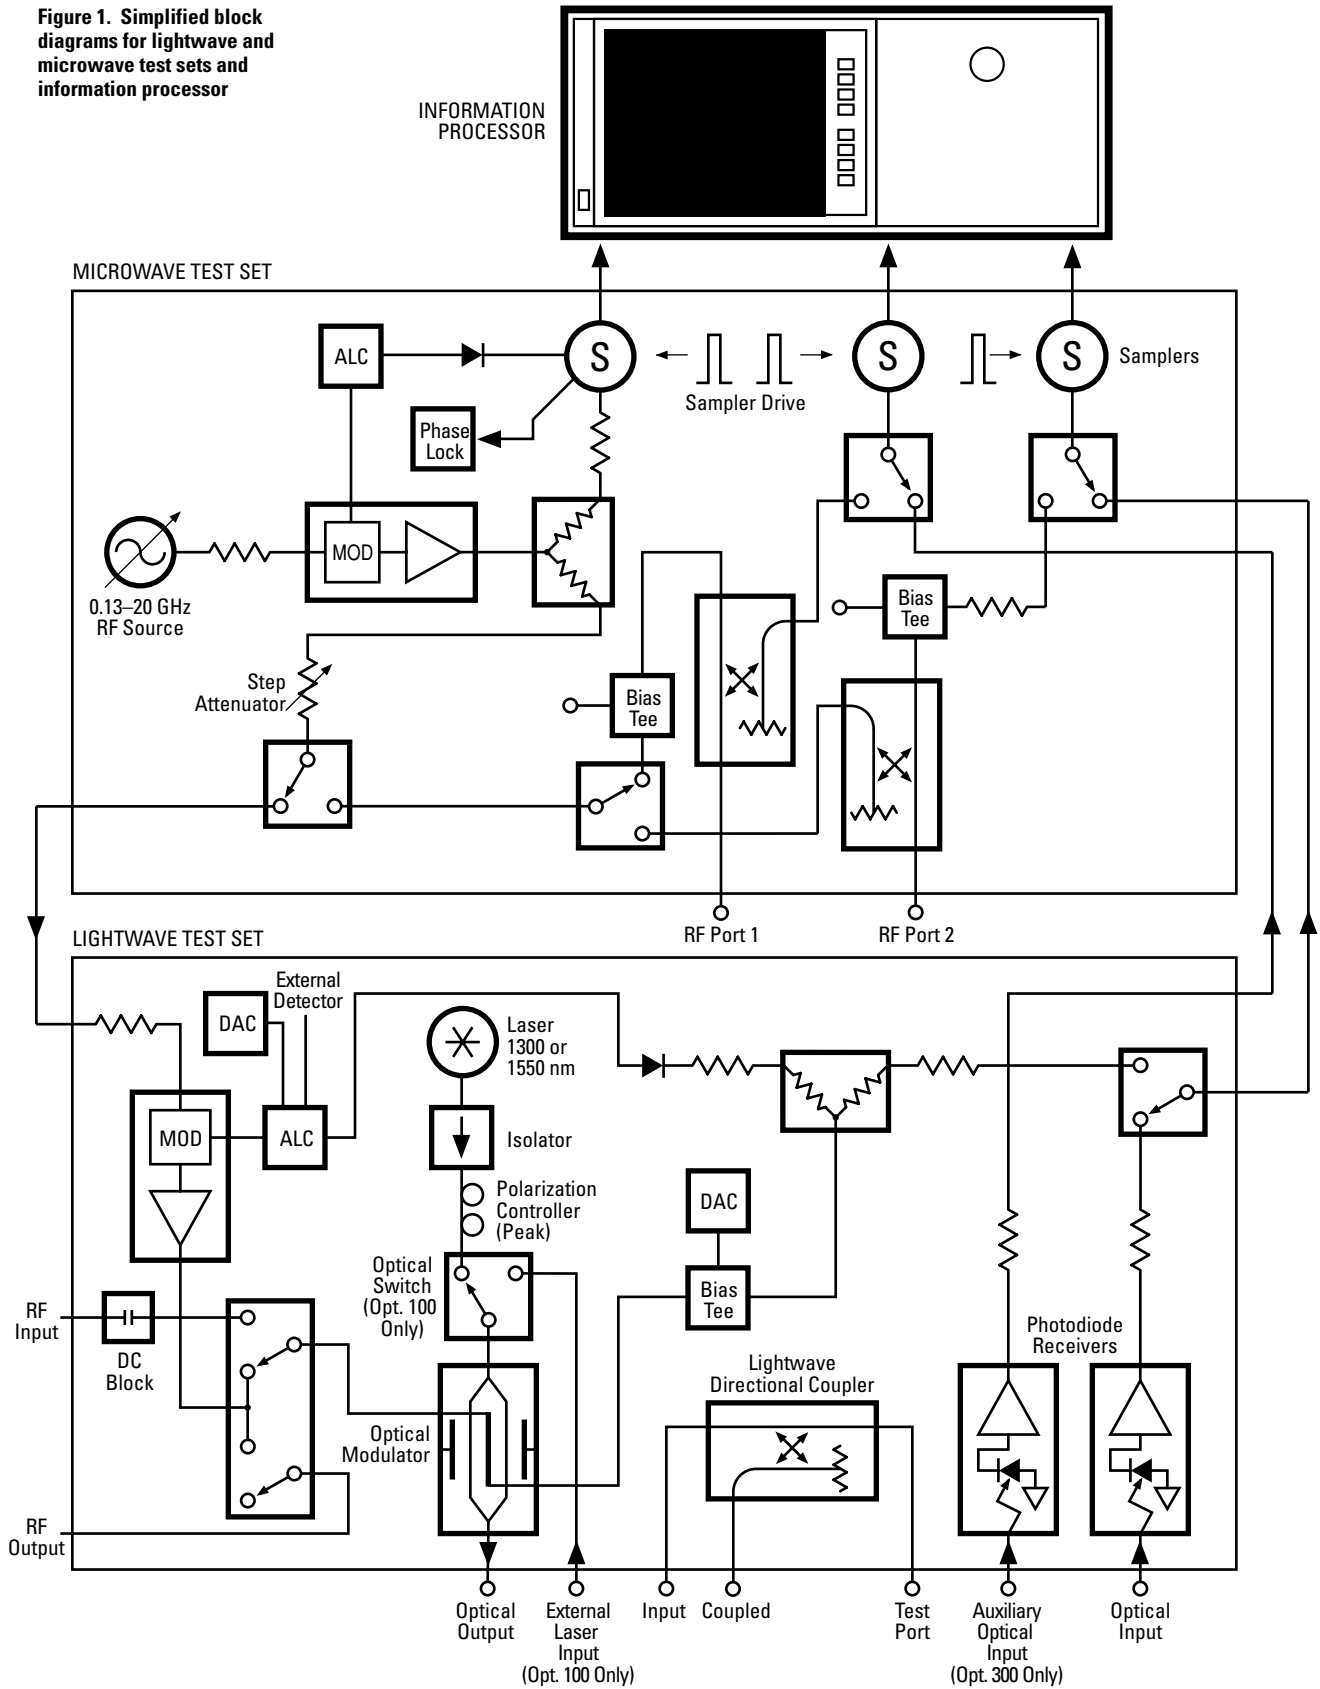 Figure 1. Simplified block
diagrams for lightwave and
microwave test sets and
information processor
INFORMATION
PROCESSOR
MICROWAVE TEST SET
ALC
S
S
S
Samplers
Sampler Drive
Phase
Lock
MOD
0.13–20 GHz
RF Source
Bias
Tee
Step
Attenuator
Bias
Tee
RF Port 1
RF Port 2
LIGHTWAVE TEST SET
External
Detector
DAC
Laser
1300 or
1550 nm
MOD
ALC
Isolator
Polarization
Controller
(Peak)
DAC
Optical
Switch
(Opt. 100
Only)
Bias
Tee
RF
Input
DC
Block
Photodiode
Receivers
Lightwave
Directional Coupler
Optical
Modulator
RF
Output
Optical
Output
External
Laser
Input
(Opt. 100 Only)
Input
Coupled
Test
Port
Auxiliary
Optical
Input
(Opt. 300 Only)
Optical
Input